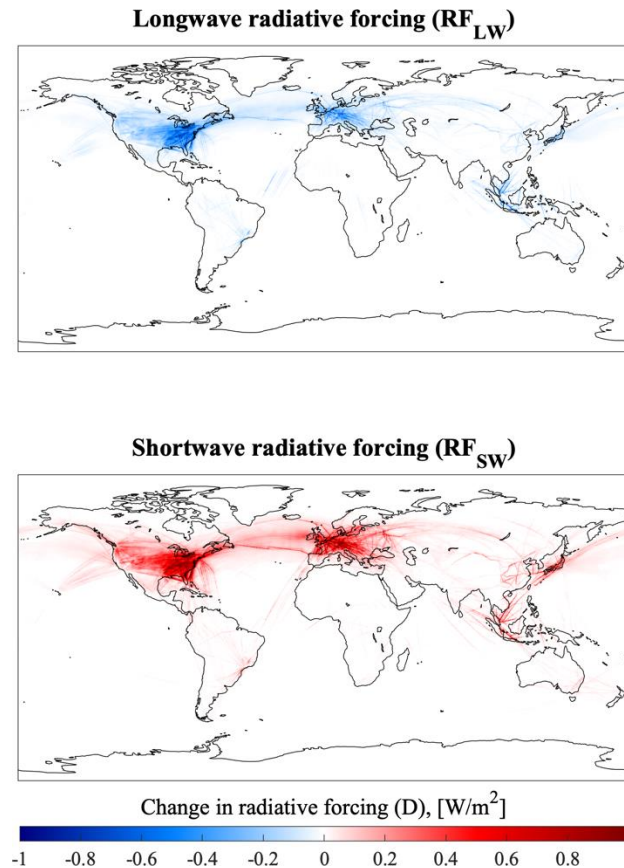 Longwave radiative forcing (RF_LW)
Shortwave radiative forcing (RF_SW)
Change in radiative forcing (D), [W/m²]
-1 -0.8 -0.6 -0.4 -0.2 0 0.2 0.4 0.6 0.8